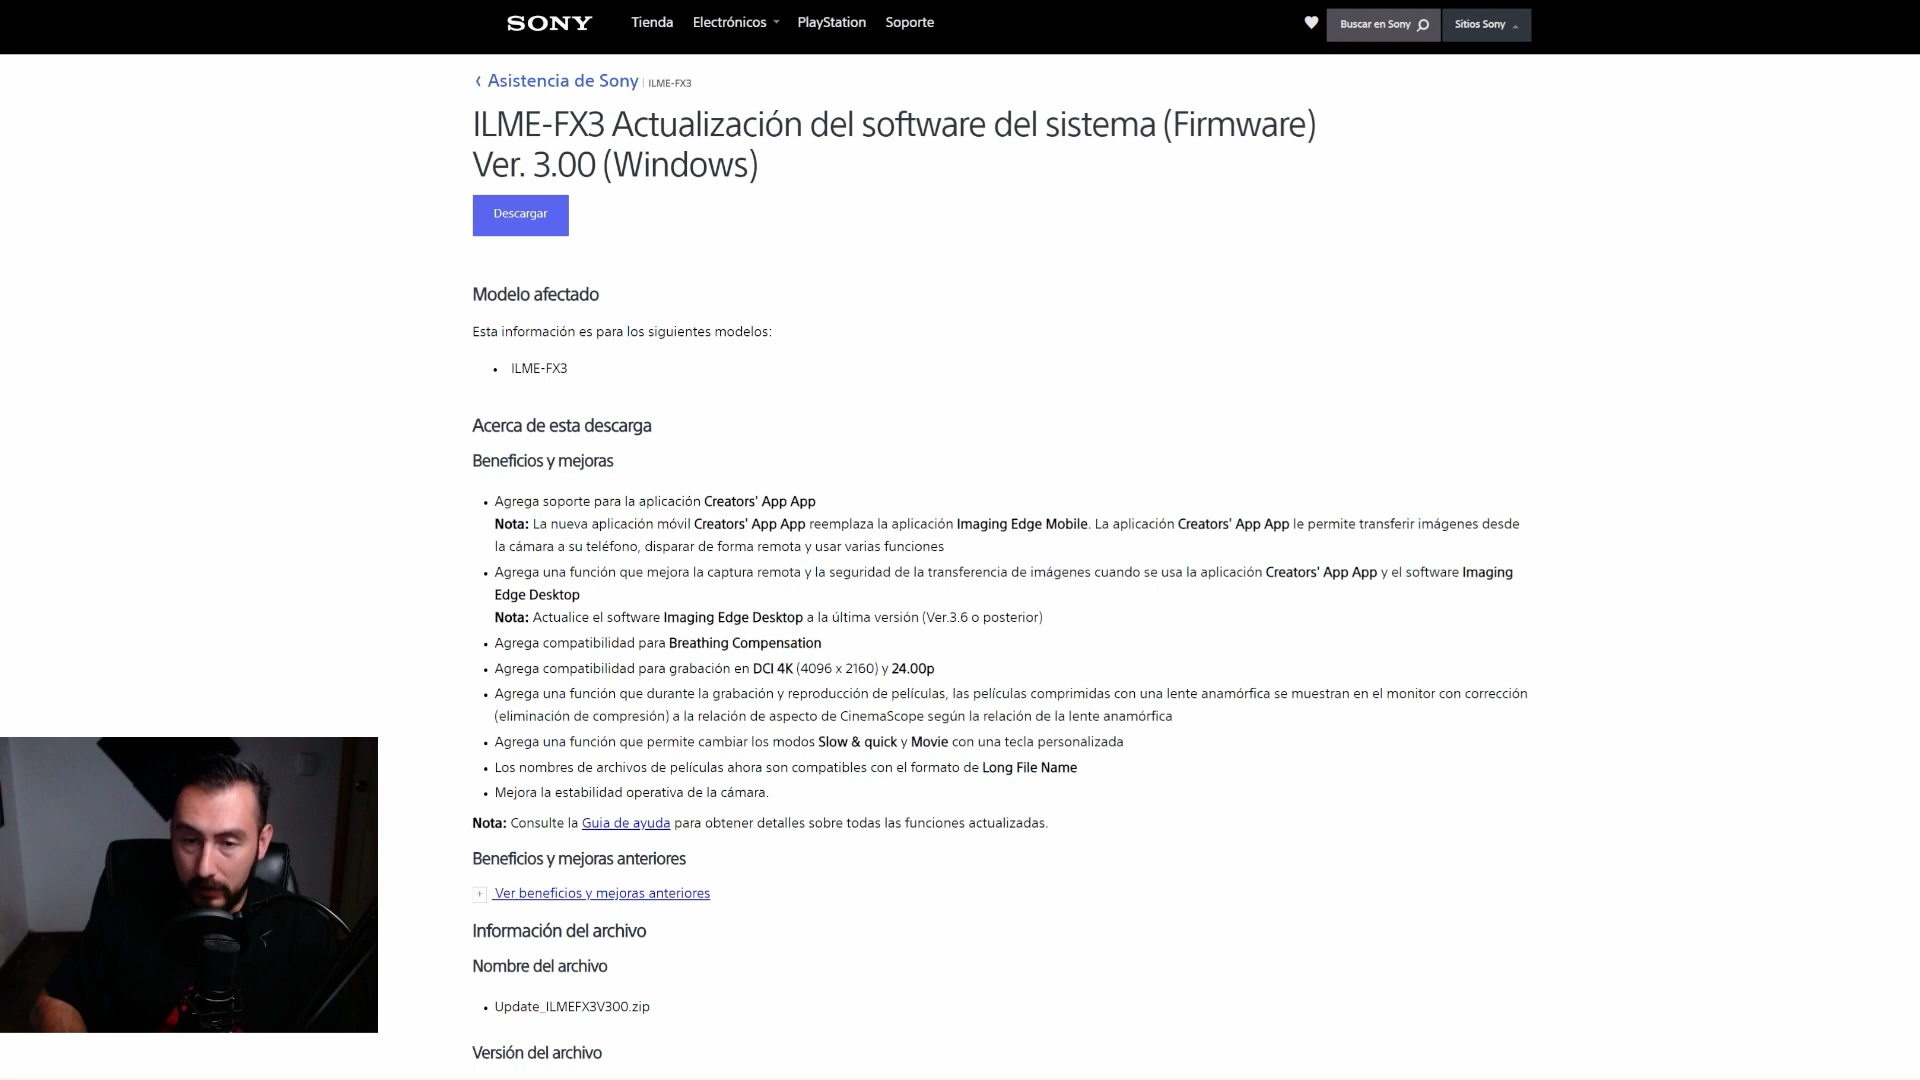 SONY Tienda Electrónicos PlayStation Soporte Buscar en Sony Sitios Sony
‹ Asistencia de Sony | ILME-FX3
ILME-FX3 Actualización del software del sistema (Firmware)
Ver. 3.00 (Windows)
Descargar
Modelo afectado
Esta información es para los siguientes modelos:
• ILME-FX3
Acerca de esta descarga
Beneficios y mejoras
• Agrega soporte para la aplicación Creators' App App
Nota: La nueva aplicación móvil Creators' App App reemplaza la aplicación Imaging Edge Mobile. La aplicación Creators' App App le permite transferir imágenes desde
la cámara a su teléfono, disparar de forma remota y usar varias funciones
• Agrega una función que mejora la captura remota y la seguridad de la transferencia de imágenes cuando se usa la aplicación Creators' App App y el software Imaging
Edge Desktop
Nota: Actualice el software Imaging Edge Desktop a la última versión (Ver.3.6 o posterior)
• Agrega compatibilidad para Breathing Compensation
• Agrega compatibilidad para grabación en DCI 4K (4096 x 2160) y 24.00p
• Agrega una función que durante la grabación y reproducción de películas, las películas comprimidas con una lente anamórfica se muestran en el monitor con corrección
(eliminación de compresión) a la relación de aspecto de CinemaScope según la relación de la lente anamórfica
• Agrega una función que permite cambiar los modos Slow & quick y Movie con una tecla personalizada
• Los nombres de archivos de películas ahora son compatibles con el formato de Long File Name
• Mejora la estabilidad operativa de la cámara.
Nota: Consulte la Guia de ayuda para obtener detalles sobre todas las funciones actualizadas.
Beneficios y mejoras anteriores
+ Ver beneficios y mejoras anteriores
Información del archivo
Nombre del archivo
• Update_ILMEFX3V300.zip
Versión del archivo